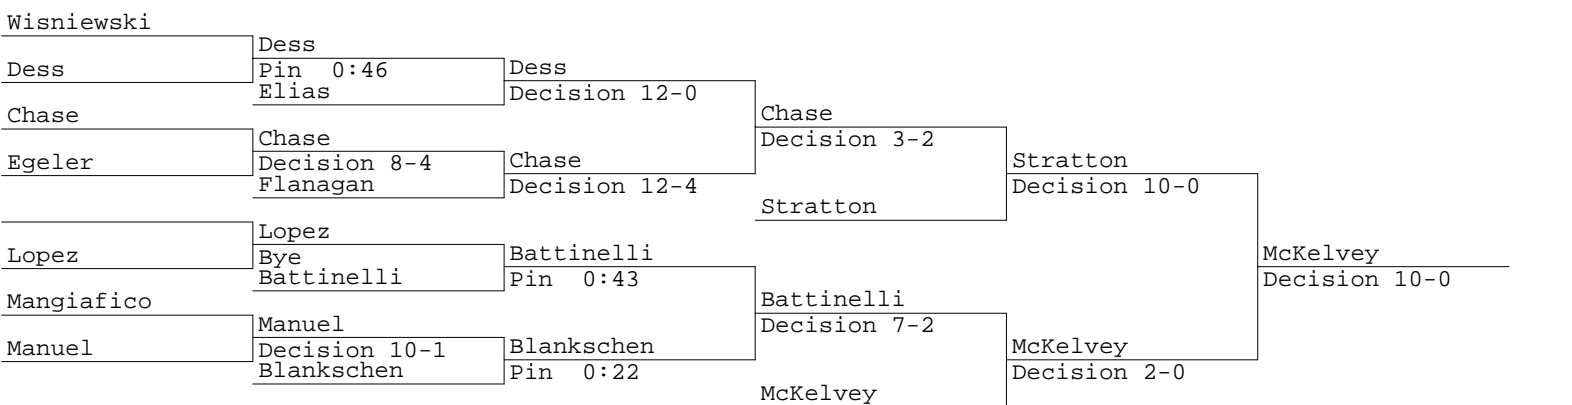 Wisniewski
Dess
Dess
Pin 0:46
Elias
Dess
Decision 12-0
Chase
Egeler
Chase
Decision 8-4
Flanagan
Chase
Decision 12-4
Chase
Decision 3-2
Stratton
Stratton
Decision 10-0
Lopez
Lopez
Bye
Battinelli
Battinelli
Pin 0:43
Mangiafico
Manuel
Manuel
Decision 10-1
Blankschen
Blankschen
Pin 0:22
Battinelli
Decision 7-2
McKelvey
McKelvey
Decision 2-0
McKelvey
Decision 10-0